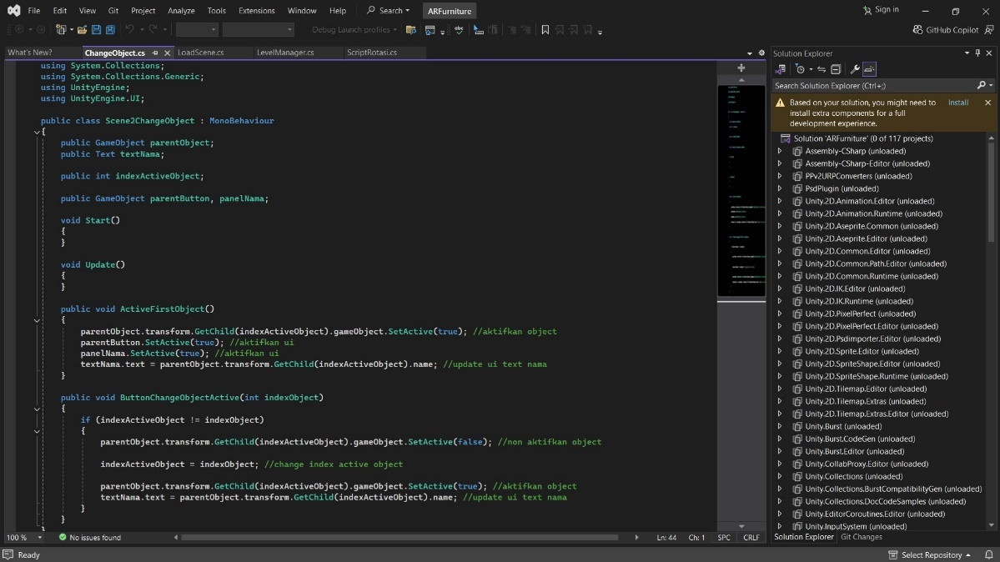 File Edit View Git Project Analyze Tools Extensions Window Help Search ARFurniture Sign in
Debug Launch profiles GitHub Copilot
What's New? ChangeObject.cs LoadScene.cs LevelManager.cs ScriptRotasi.cs
using System.Collections;
using System.Collections.Generic;
using UnityEngine;
using UnityEngine.UI;
public class Scene2ChangeObject : MonoBehaviour
{
public GameObject parentObject;
public Text textNama;
public int indexActiveObject;
public GameObject parentButton, panelNama;
void Start()
{
}
void Update()
{
}
public void ActiveFirstObject()
{
parentObject.transform.GetChild(indexActiveObject).gameObject.SetActive(true); //aktifkan object
parentButton.SetActive(true); //aktifkan ui
panelNama.SetActive(true); //aktifkan ui
textNama.text = parentObject.transform.GetChild(indexActiveObject).name; //update ui text nama
}
public void ButtonChangeObjectActive(int indexObject)
{
if (indexActiveObject != indexObject)
{
parentObject.transform.GetChild(indexActiveObject).gameObject.SetActive(false); //non aktifkan object
indexActiveObject = indexObject; //change index active object
parentObject.transform.GetChild(indexActiveObject).gameObject.SetActive(true); //aktifkan object
textNama.text = parentObject.transform.GetChild(indexActiveObject).name; //update ui text nama
}
}
}
100 % No issues found Ln: 44 Ch: 1 SPC CRLF
Solution Explorer
Search Solution Explorer (Ctrl+;)
Based on your solution, you might need to Install
install extra components for a full
development experience.
Solution 'ARFurniture' (0 of 117 projects)
Assembly-CSharp (unloaded)
Assembly-CSharp-Editor (unloaded)
PPv2URPConverters (unloaded)
PsdPlugin (unloaded)
Unity.2D.Animation.Editor (unloaded)
Unity.2D.Animation.Runtime (unloaded)
Unity.2D.Aseprite.Common (unloaded)
Unity.2D.Aseprite.Editor (unloaded)
Unity.2D.Common.Editor (unloaded)
Unity.2D.Common.Path.Editor (unloaded)
Unity.2D.Common.Runtime (unloaded)
Unity.2D.IK.Editor (unloaded)
Unity.2D.IK.Runtime (unloaded)
Unity.2D.PixelPerfect (unloaded)
Unity.2D.PixelPerfect.Editor (unloaded)
Unity.2D.Psdimporter.Editor (unloaded)
Unity.2D.Sprite.Editor (unloaded)
Unity.2D.SpriteShape.Editor (unloaded)
Unity.2D.SpriteShape.Runtime (unloaded)
Unity.2D.Tilemap.Editor (unloaded)
Unity.2D.Tilemap.Extras (unloaded)
Unity.2D.Tilemap.Extras.Editor (unloaded)
Unity.Burst (unloaded)
Unity.Burst.CodeGen (unloaded)
Unity.Burst.Editor (unloaded)
Unity.CollabProxy.Editor (unloaded)
Unity.Collections (unloaded)
Unity.Collections.BurstCompatibilityGen (unloaded)
Unity.Collections.DocCodeSamples (unloaded)
Unity.EditorCoroutines.Editor (unloaded)
Unity.InputSystem (unloaded)
Solution Explorer Git Changes
Ready Select Repository